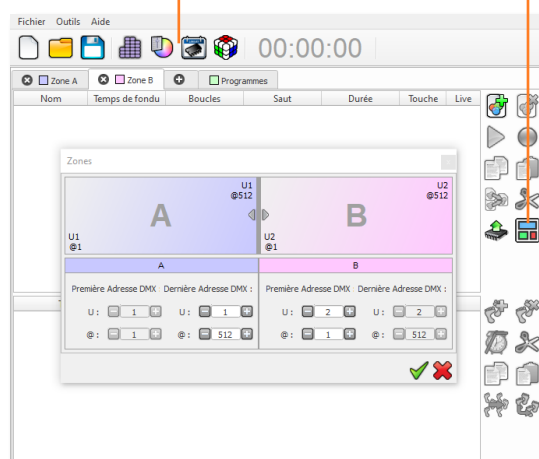 Fichier Outils Aide
00:00:00
Zone A Zone B Programmes
Nom Temps de fondu Boucles Saut Durée Touche Live
Zones
U1 U2
@512 @512
A B
U1 U2
@1 @1
A B
Première Adresse DMX Dernière Adresse DMX : Première Adresse DMX Dernière Adresse DMX :
U : 1 U : 1 U : 2 U : 2
@ : 1 @ : 512 @ : 1 @ : 512